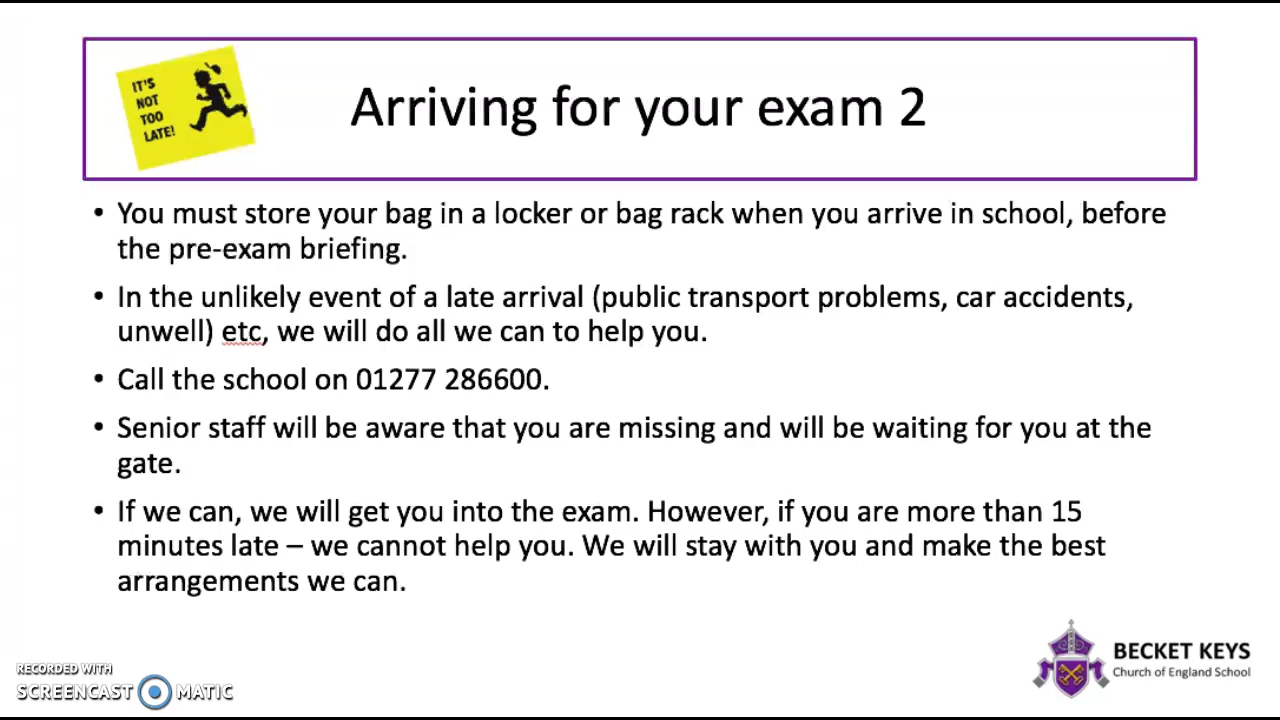 IT'S
NOT
TOO
LATE!
Arriving for your exam 2
• You must store your bag in a locker or bag rack when you arrive in school, before
the pre-exam briefing.
• In the unlikely event of a late arrival (public transport problems, car accidents,
unwell) etc, we will do all we can to help you.
• Call the school on 01277 286600.
• Senior staff will be aware that you are missing and will be waiting for you at the
gate.
• If we can, we will get you into the exam. However, if you are more than 15
minutes late – we cannot help you. We will stay with you and make the best
arrangements we can.
BECKET KEYS
Church of England School
RECORDED WITH
SCREENCAST MATIC